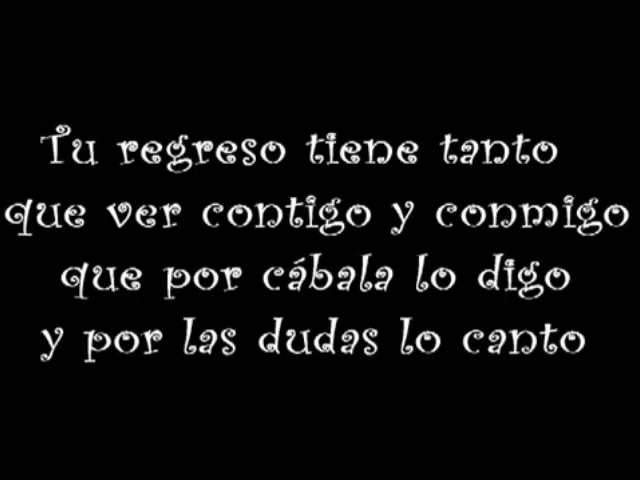 Tu regreso tiene tanto
que ver contigo y conmigo
que por cábala lo digo
y por las dudas lo canto